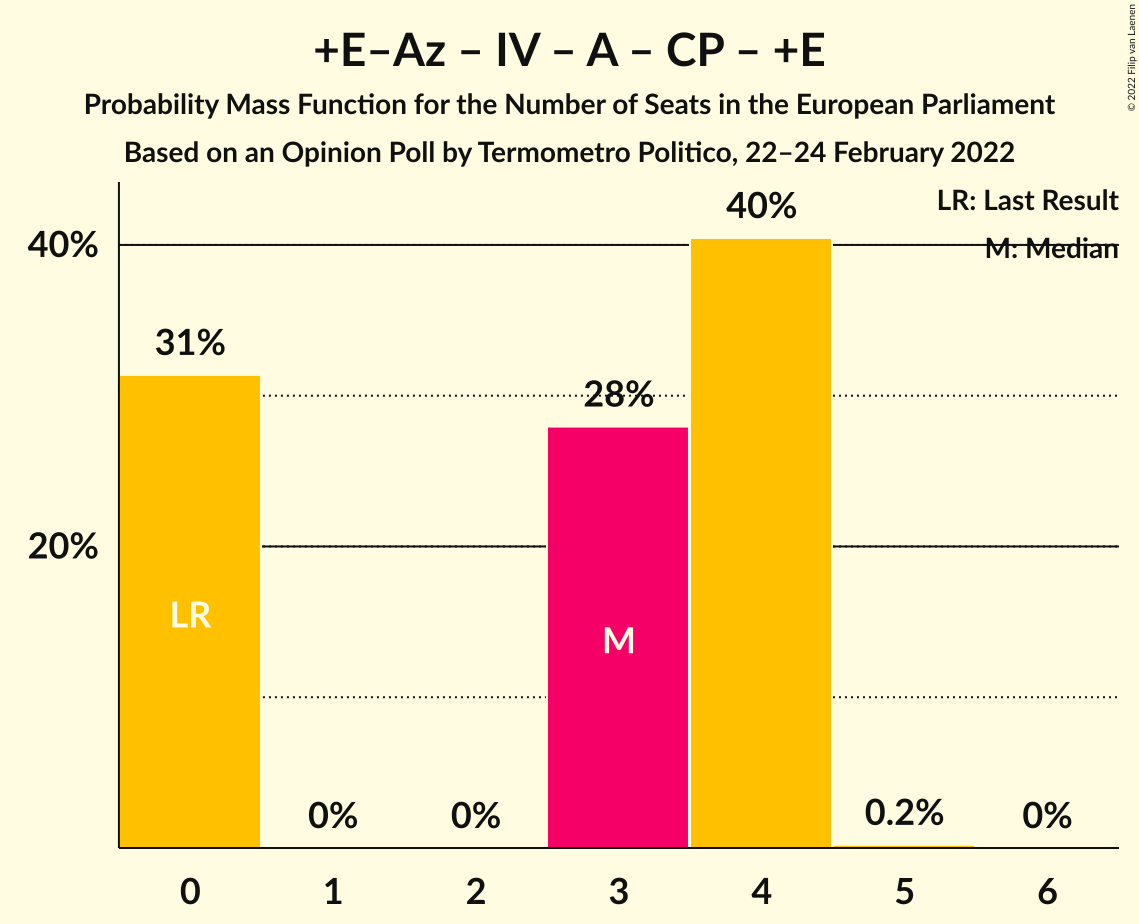 +E–Az – IV – A – CP – +E
Probability Mass Function for the Number of Seats in the European Parliament
Based on an Opinion Poll by Termometro Politico, 22–24 February 2022
© 2022 Filip van Laenen
LR: Last Result
M: Median
40%
20%
31%
0%
0%
28%
40%
0.2%
0%
LR
M
0 1 2 3 4 5 6